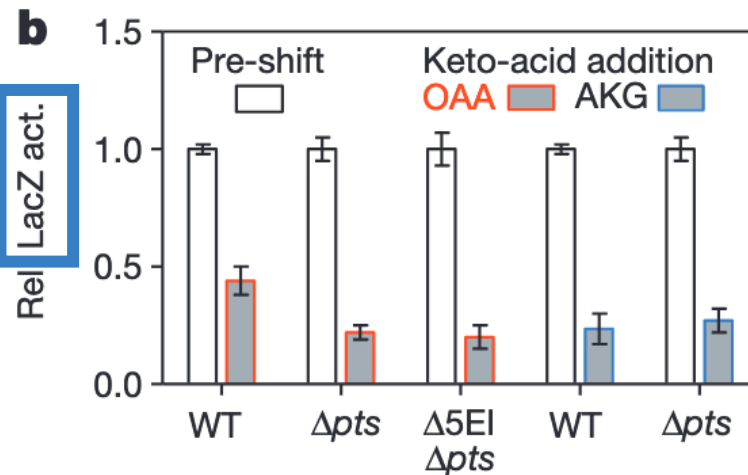 b
Rel LacZ act.
1.5
1.0
0.5
0.0
Pre-shift
Keto-acid addition
OAA AKG
WT Δpts Δ5EI WT Δpts
Δpts